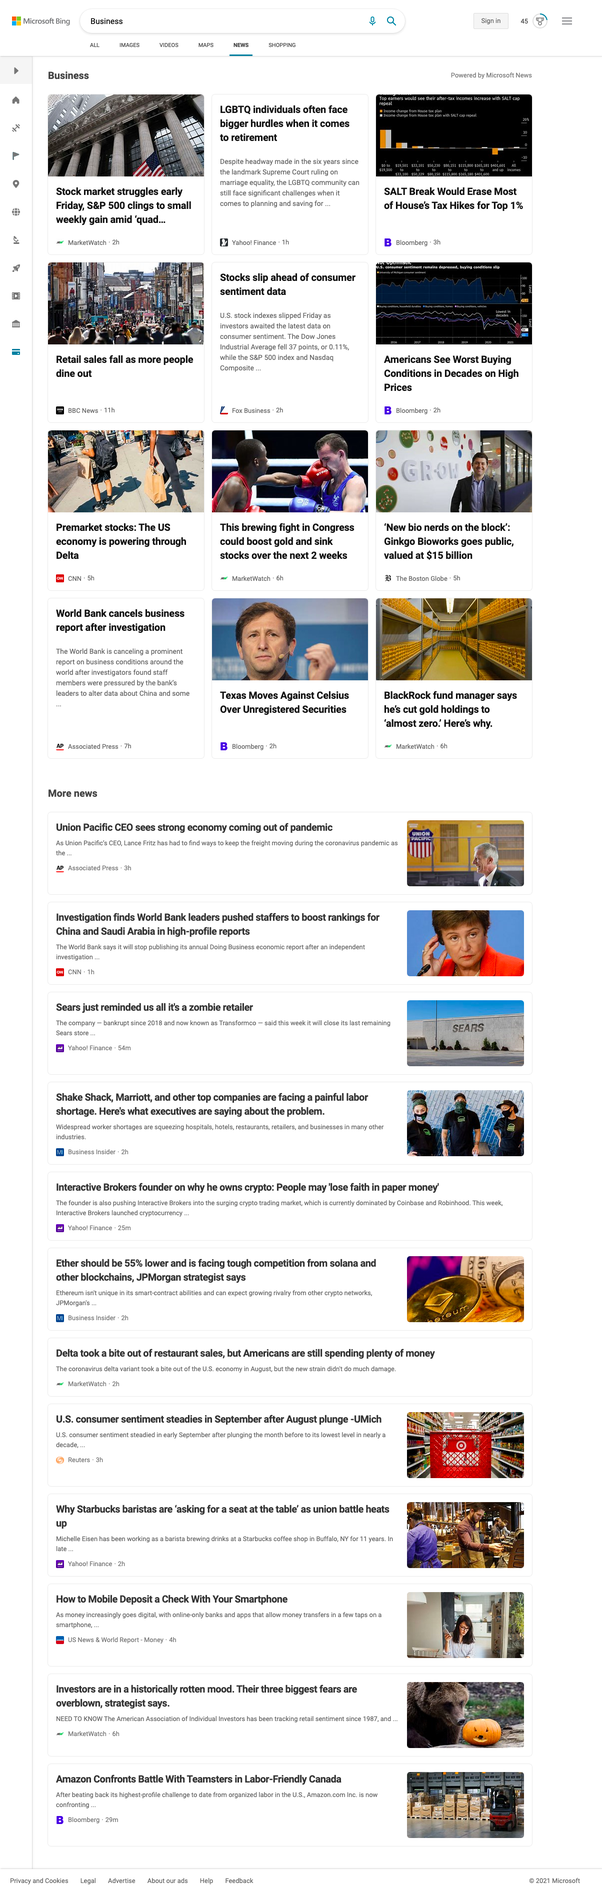 Microsoft Bing
Business
Sign in
45
ALL
IMAGES
VIDEOS
MAPS
NEWS
SHOPPING
Business
Powered by Microsoft News
Stock market struggles early
Friday, S&P 500 clings to small
weekly gain amid ‘quad...
MarketWatch · 2h
LGBTQ individuals often face
bigger hurdles when it comes
to retirement
Despite headway made in the six years since
the landmark Supreme Court ruling on
marriage equality, the LGBTQ community can
still face significant challenges when it
comes to planning and saving for ...
Yahoo! Finance · 1h
Top earners would see their after-tax incomes increase with SALT cap
repeal
SALT Break Would Erase Most
of House's Tax Hikes for Top 1%
Bloomberg · 3h
Retail sales fall as more people
dine out
BBC News · 11h
Stocks slip ahead of consumer
sentiment data
U.S. stock indexes slipped Friday as
investors awaited the latest data on
consumer sentiment. The Dow Jones
Industrial Average fell 37 points, or 0.11%,
while the S&P 500 index and Nasdaq
Composite ...
Fox Business · 2h
U.S. consumer sentiment remains depressed, buying conditions slip
Americans See Worst Buying
Conditions in Decades on High
Prices
Bloomberg · 2h
Premarket stocks: The US
economy is powering through
Delta
CNN · 5h
This brewing fight in Congress
could boost gold and sink
stocks over the next 2 weeks
MarketWatch · 6h
GROW
‘New bio nerds on the block’:
Ginkgo Bioworks goes public,
valued at $15 billion
The Boston Globe · 5h
World Bank cancels business
report after investigation
The World Bank is canceling a prominent
report on business conditions around the
world after investigators found staff
members were pressured by the bank's
leaders to alter data about China and some
...
AP
Associated Press · 7h
Texas Moves Against Celsius
Over Unregistered Securities
Bloomberg · 2h
BlackRock fund manager says
he's cut gold holdings to
‘almost zero.’ Here's why.
MarketWatch · 6h
More news
Union Pacific CEO sees strong economy coming out of pandemic
As Union Pacific's CEO, Lance Fritz has had to find ways to keep the freight moving during the coronavirus pandemic as
the ...
AP
Associated Press · 3h
UNION
PACIFIC
Investigation finds World Bank leaders pushed staffers to boost rankings for
China and Saudi Arabia in high-profile reports
The World Bank says it will stop publishing its annual Doing Business economic report after an independent
investigation ...
CNN · 1h
Sears just reminded us all it's a zombie retailer
The company — bankrupt since 2018 and now known as Transformco — said this week it will close its last remaining
Sears store ...
Yahoo! Finance · 54m
SEARS
Shake Shack, Marriott, and other top companies are facing a painful labor
shortage. Here's what executives are saying about the problem.
Widespread worker shortages are squeezing hospitals, hotels, restaurants, retailers, and businesses in many other
industries.
Business Insider · 2h
Interactive Brokers founder on why he owns crypto: People may 'lose faith in paper money'
The founder is also pushing Interactive Brokers into the surging crypto trading market, which is currently dominated by Coinbase and Robinhood. This week,
Interactive Brokers launched cryptocurrency ...
Yahoo! Finance · 25m
Ether should be 55% lower and is facing tough competition from solana and
other blockchains, JPMorgan strategist says
Ethereum isn't unique in its smart-contract abilities and can expect growing rivalry from other crypto networks,
JPMorgan's ...
Business Insider · 2h
Delta took a bite out of restaurant sales, but Americans are still spending plenty of money
The coronavirus delta variant took a bite out of the U.S. economy in August, but the new strain didn't do much damage.
MarketWatch · 2h
U.S. consumer sentiment steadies in September after August plunge -UMich
U.S. consumer sentiment steadied in early September after plunging the month before to its lowest level in nearly a
decade, ...
Reuters · 3h
Why Starbucks baristas are ‘asking for a seat at the table’ as union battle heats
up
Michelle Eisen has been working as a barista brewing drinks at a Starbucks coffee shop in Buffalo, NY for 11 years. In
late ...
Yahoo! Finance · 2h
How to Mobile Deposit a Check With Your Smartphone
As money increasingly goes digital, with online-only banks and apps that allow money transfers in a few taps on a
smartphone, ...
US News & World Report - Money · 4h
Investors are in a historically rotten mood. Their three biggest fears are
overblown, strategist says.
NEED TO KNOW The American Association of Individual Investors has been tracking retail sentiment since 1987, and ...
MarketWatch · 6h
Amazon Confronts Battle With Teamsters in Labor-Friendly Canada
After beating back its highest-profile challenge to date from organized labor in the U.S., Amazon.com Inc. is now
confronting ...
Bloomberg · 29m
Privacy and Cookies
Legal
Advertise
About our ads
Help
Feedback
© 2021 Microsoft